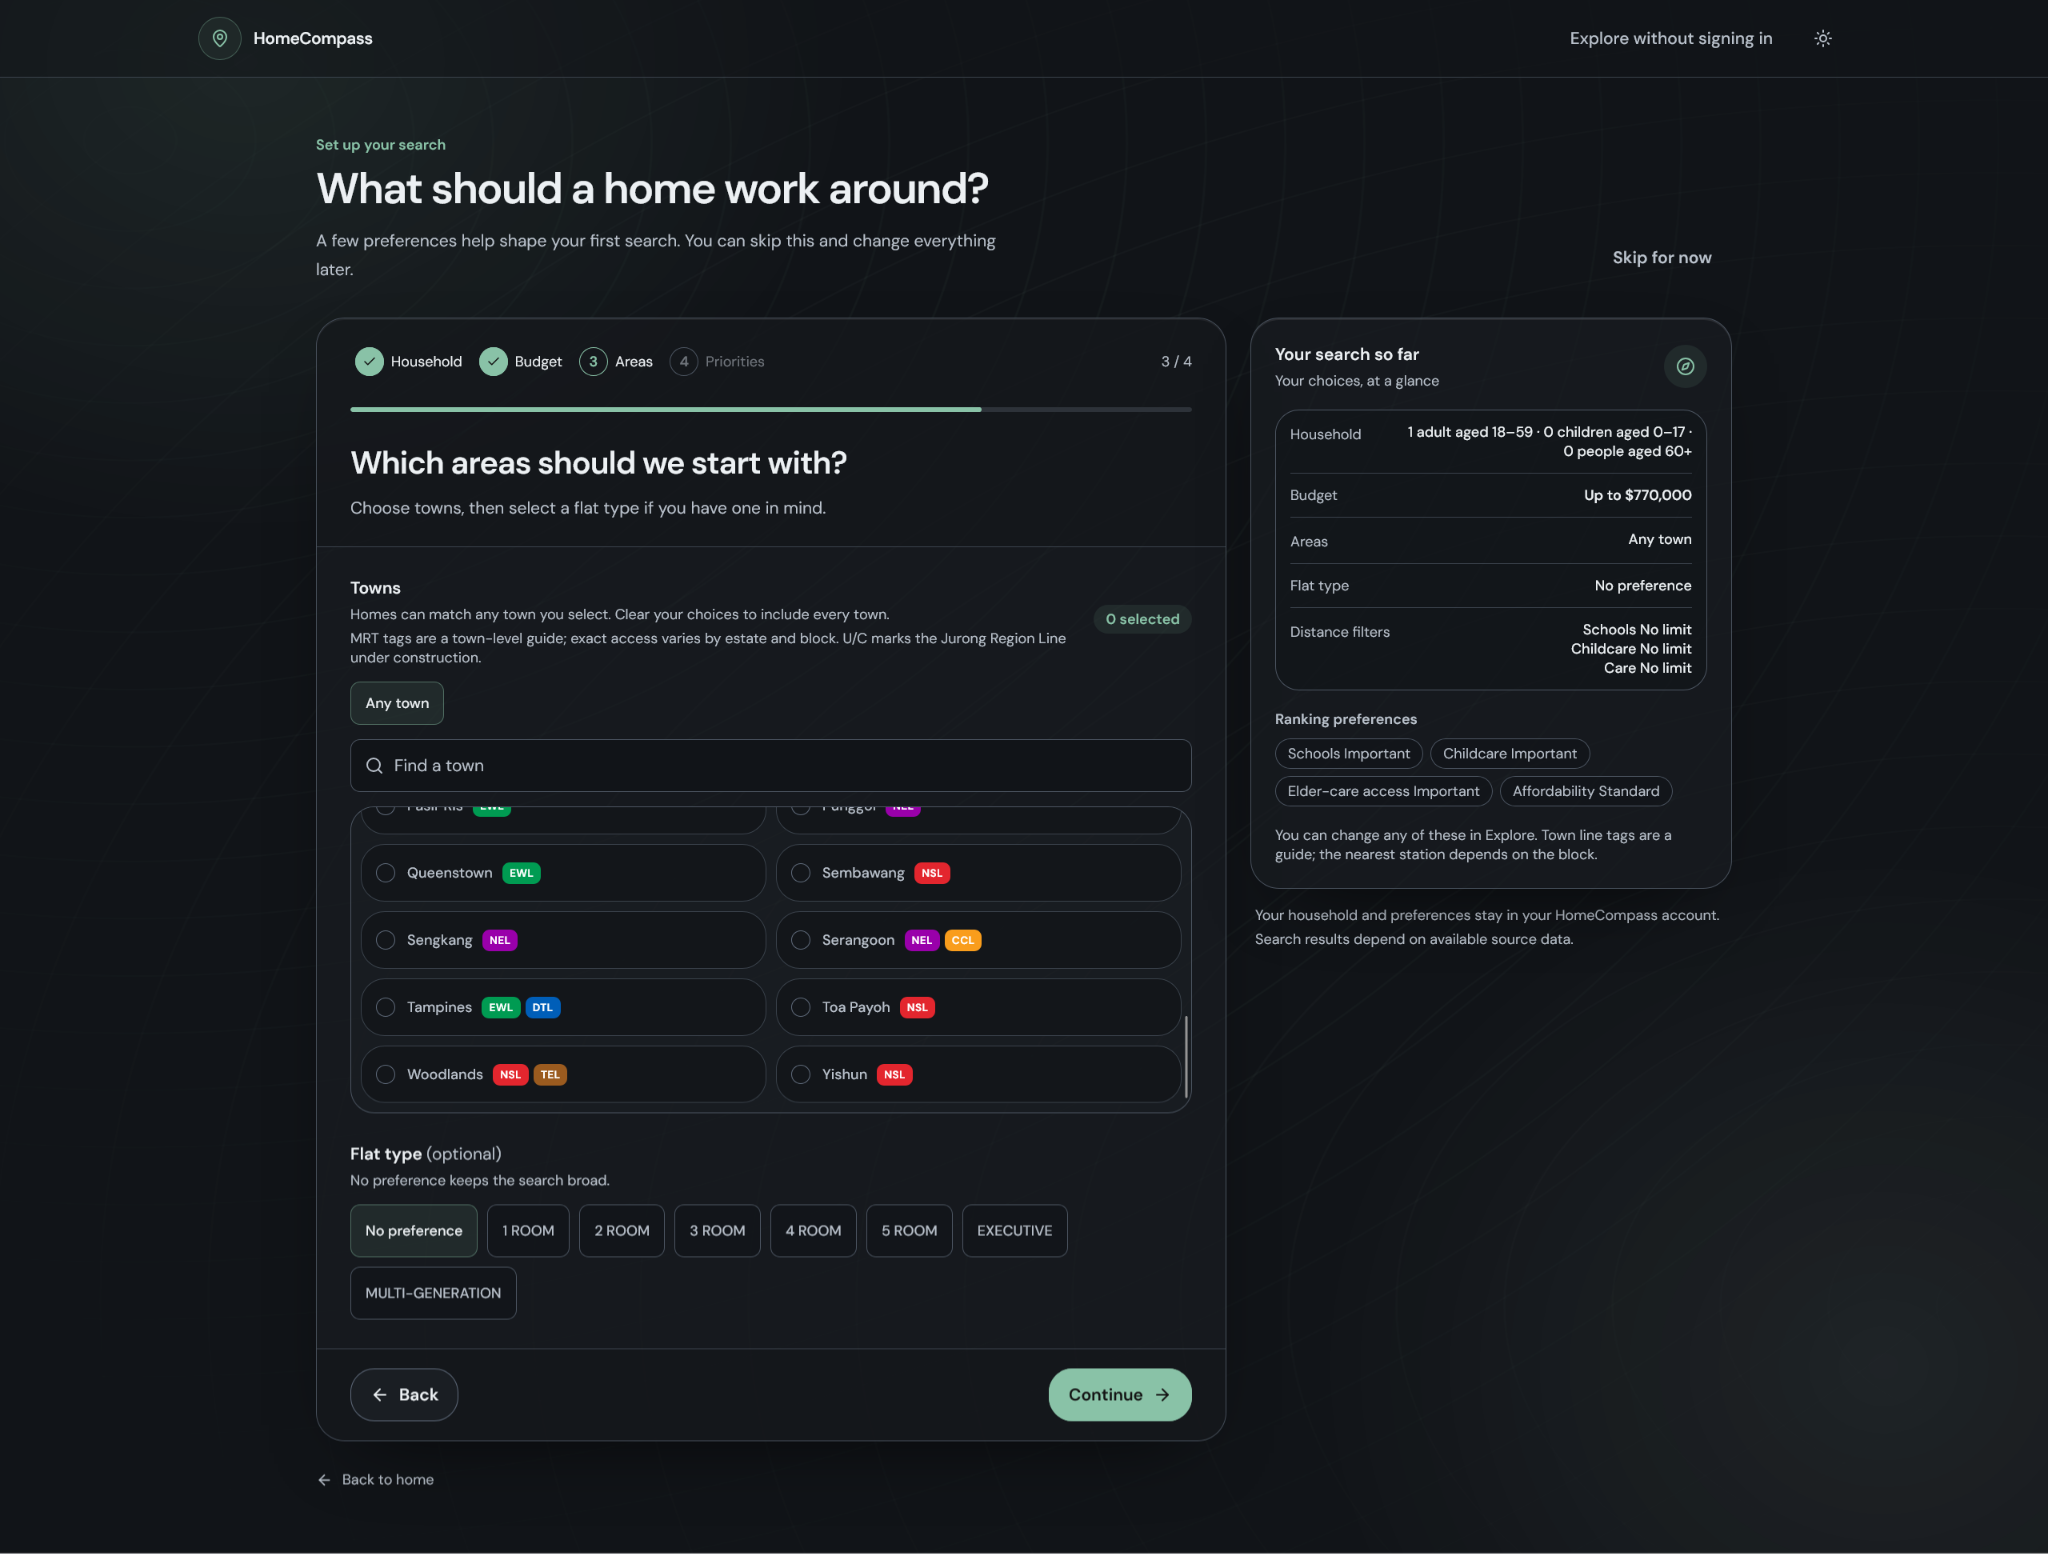 HomeCompass
Explore without signing in
Set up your search
What should a home work around?
A few preferences help shape your first search. You can skip this and change everything
later.
Skip for now
Household
Budget
3 Areas
4 Priorities
3 / 4
Which areas should we start with?
Choose towns, then select a flat type if you have one in mind.
Towns
Homes can match any town you select. Clear your choices to include every town.
MRT tags are a town-level guide; exact access varies by estate and block. U/C marks the Jurong Region Line
under construction.
0 selected
Any town
Find a town
Pasir Ris EWL
Punggol NEL
Queenstown EWL
Sembawang NSL
Sengkang NEL
Serangoon NEL CCL
Tampines EWL DTL
Toa Payoh NSL
Woodlands NSL TEL
Yishun NSL
Flat type (optional)
No preference keeps the search broad.
No preference
1 ROOM
2 ROOM
3 ROOM
4 ROOM
5 ROOM
EXECUTIVE
MULTI-GENERATION
Back
Continue
Back to home
Your search so far
Your choices, at a glance
Household
1 adult aged 18–59 · 0 children aged 0–17 ·
0 people aged 60+
Budget
Up to $770,000
Areas
Any town
Flat type
No preference
Distance filters
Schools No limit
Childcare No limit
Care No limit
Ranking preferences
Schools Important
Childcare Important
Elder-care access Important
Affordability Standard
You can change any of these in Explore. Town line tags are a
guide; the nearest station depends on the block.
Your household and preferences stay in your HomeCompass account.
Search results depend on available source data.